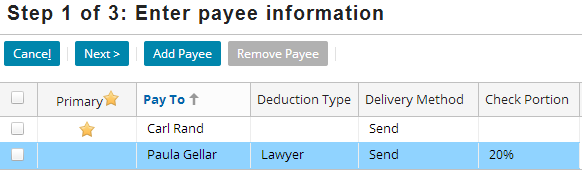 Step 1 of 3: Enter payee information
Cancel Next > Add Payee Remove Payee
Primary Pay To Deduction Type Delivery Method Check Portion
Carl Rand Send
Paula Gellar Lawyer Send 20%